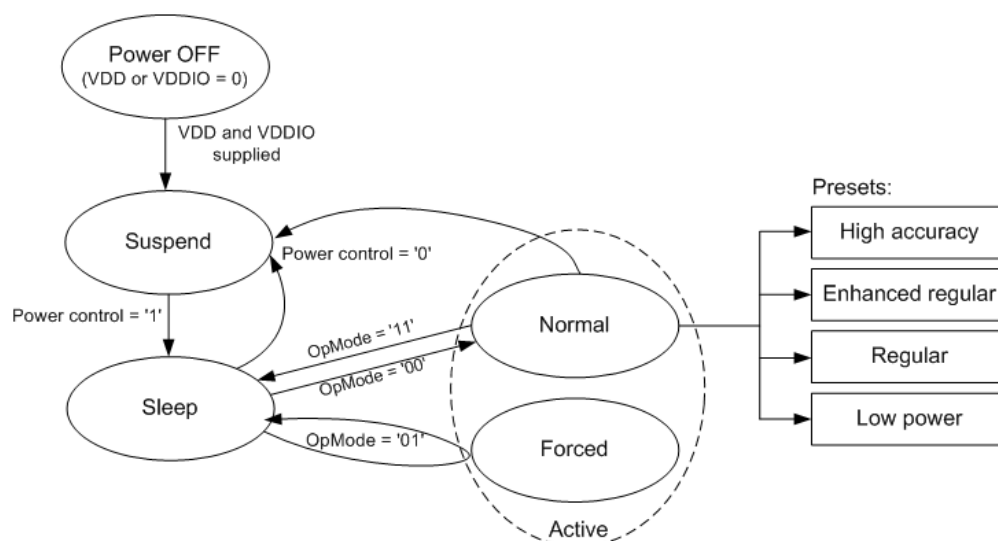 Power OFF
(VDD or VDDIO = 0)
VDD and VDDIO
supplied
Presets:
High accuracy
Suspend
Power control = '0'
Enhanced regular
Power control = '1'
OpMode = '11'
Normal
Regular
OpMode = '00'
Sleep
Low power
OpMode = '01'
Forced
Active